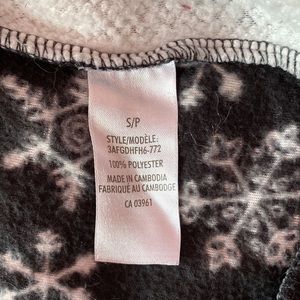 S/P
STYLE/MODÈLE:
3AFGDHFH6-772
100% POLYESTER
MADE IN CAMBODIA
FABRIQUÉ AU CAMBODGE
CA 03961